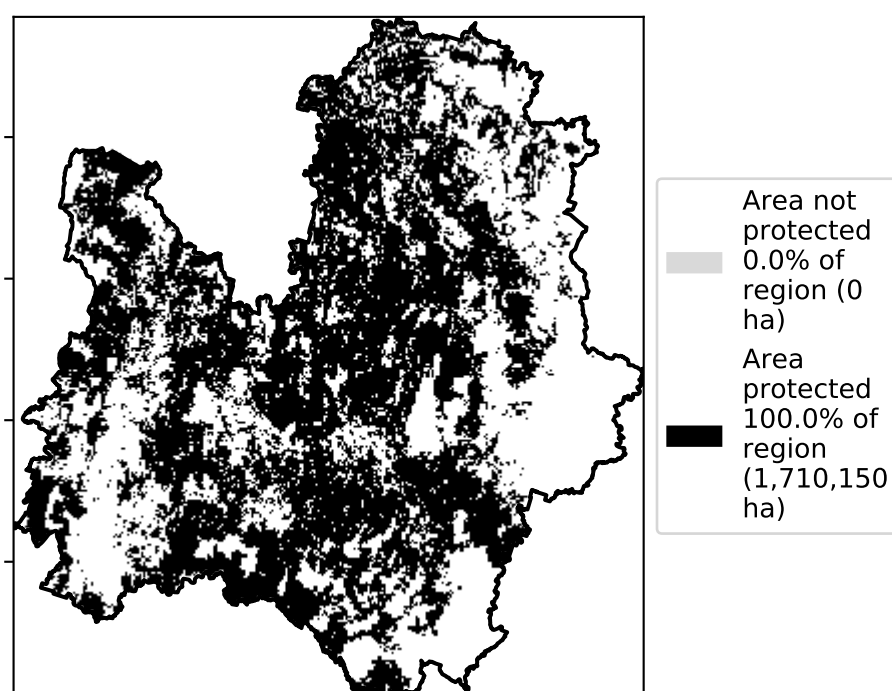 Area not
protected
0.0% of
region (0
ha)
Area
protected
100.0% of
region
(1,710,150
ha)